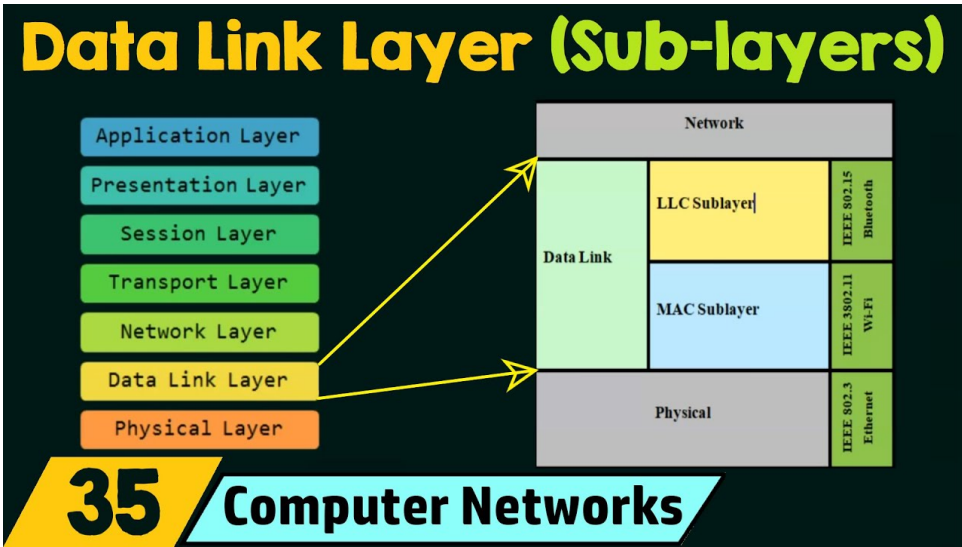 Data Link Layer (Sub-layers)
Application Layer
Presentation Layer
Session Layer
Transport Layer
Network Layer
Data Link Layer
Physical Layer
Network
Data Link
LLC Sublayer
MAC Sublayer
Physical
IEEE 802.15
Bluetooth
IEEE 3802.11
Wi-Fi
IEEE 802.3
Ethernet
35
Computer Networks